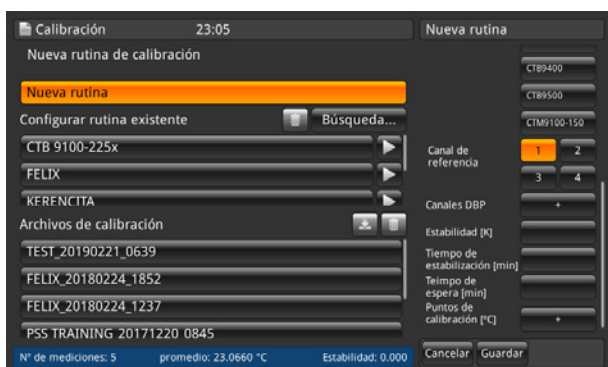 Calibración 23:05
Nueva rutina de calibración
Nueva rutina
Configurar rutina existente Búsqueda...
CTB 9100-225x
FELIX
KERENCITA
Archivos de calibración
TEST_20190221_0639
FELIX_20180224_1852
FELIX_20180224_1237
PSS TRAINING 20171220 0845
Nº de mediciones: 5 promedio: 23.0660 °C Estabilidad: 0.000
Nueva rutina
CTB9400
CTB9500
CTM9100-150
Canal de
referencia
1 2
3 4
Canales DBP +
Estabilidad [K]
Tiempo de
estabilización [min]
Teimpo de
espera [min]
Puntos de
calibración [°C] +
Cancelar Guardar